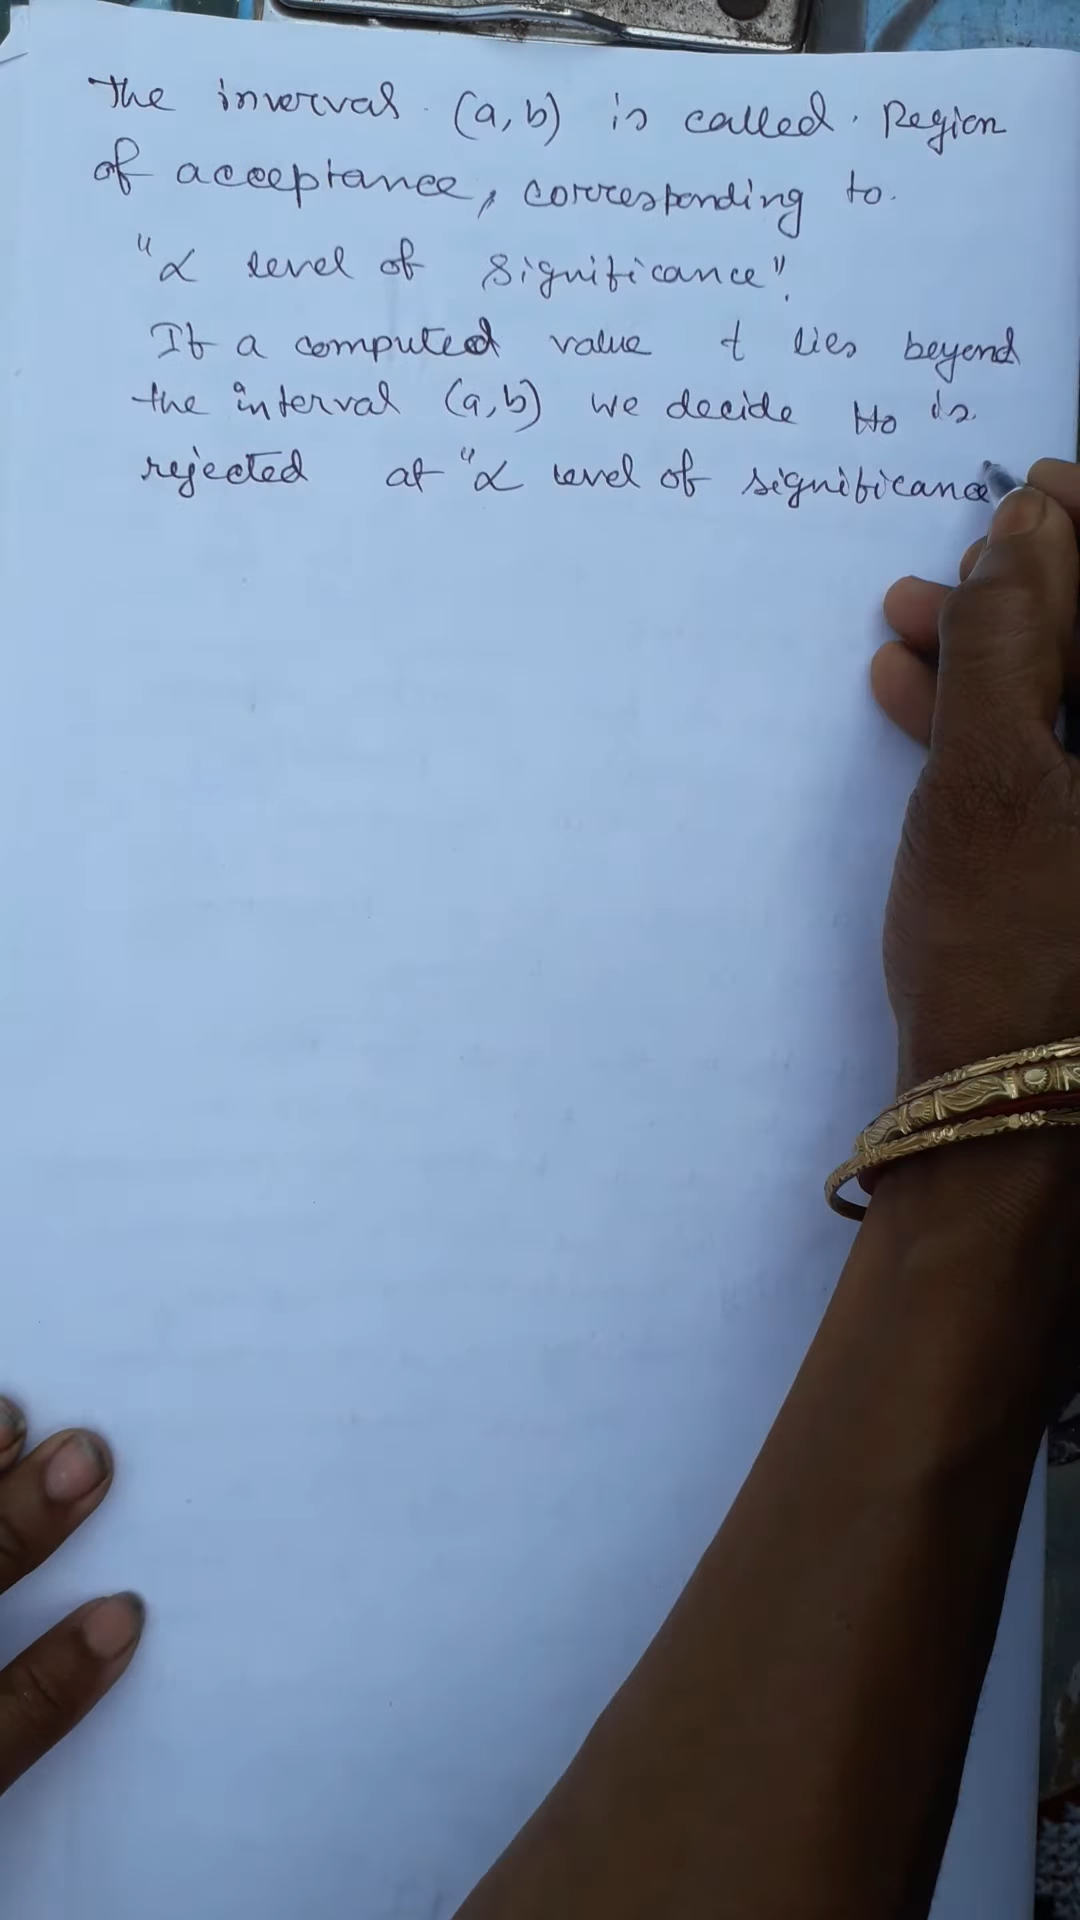 The inverval (a, b) is called Region
of acceptance, corresponding to.
"α level of significance".
If a computed value t lies beyond
the interval (a, b) we decide Ho is
rejected at "α level of significance